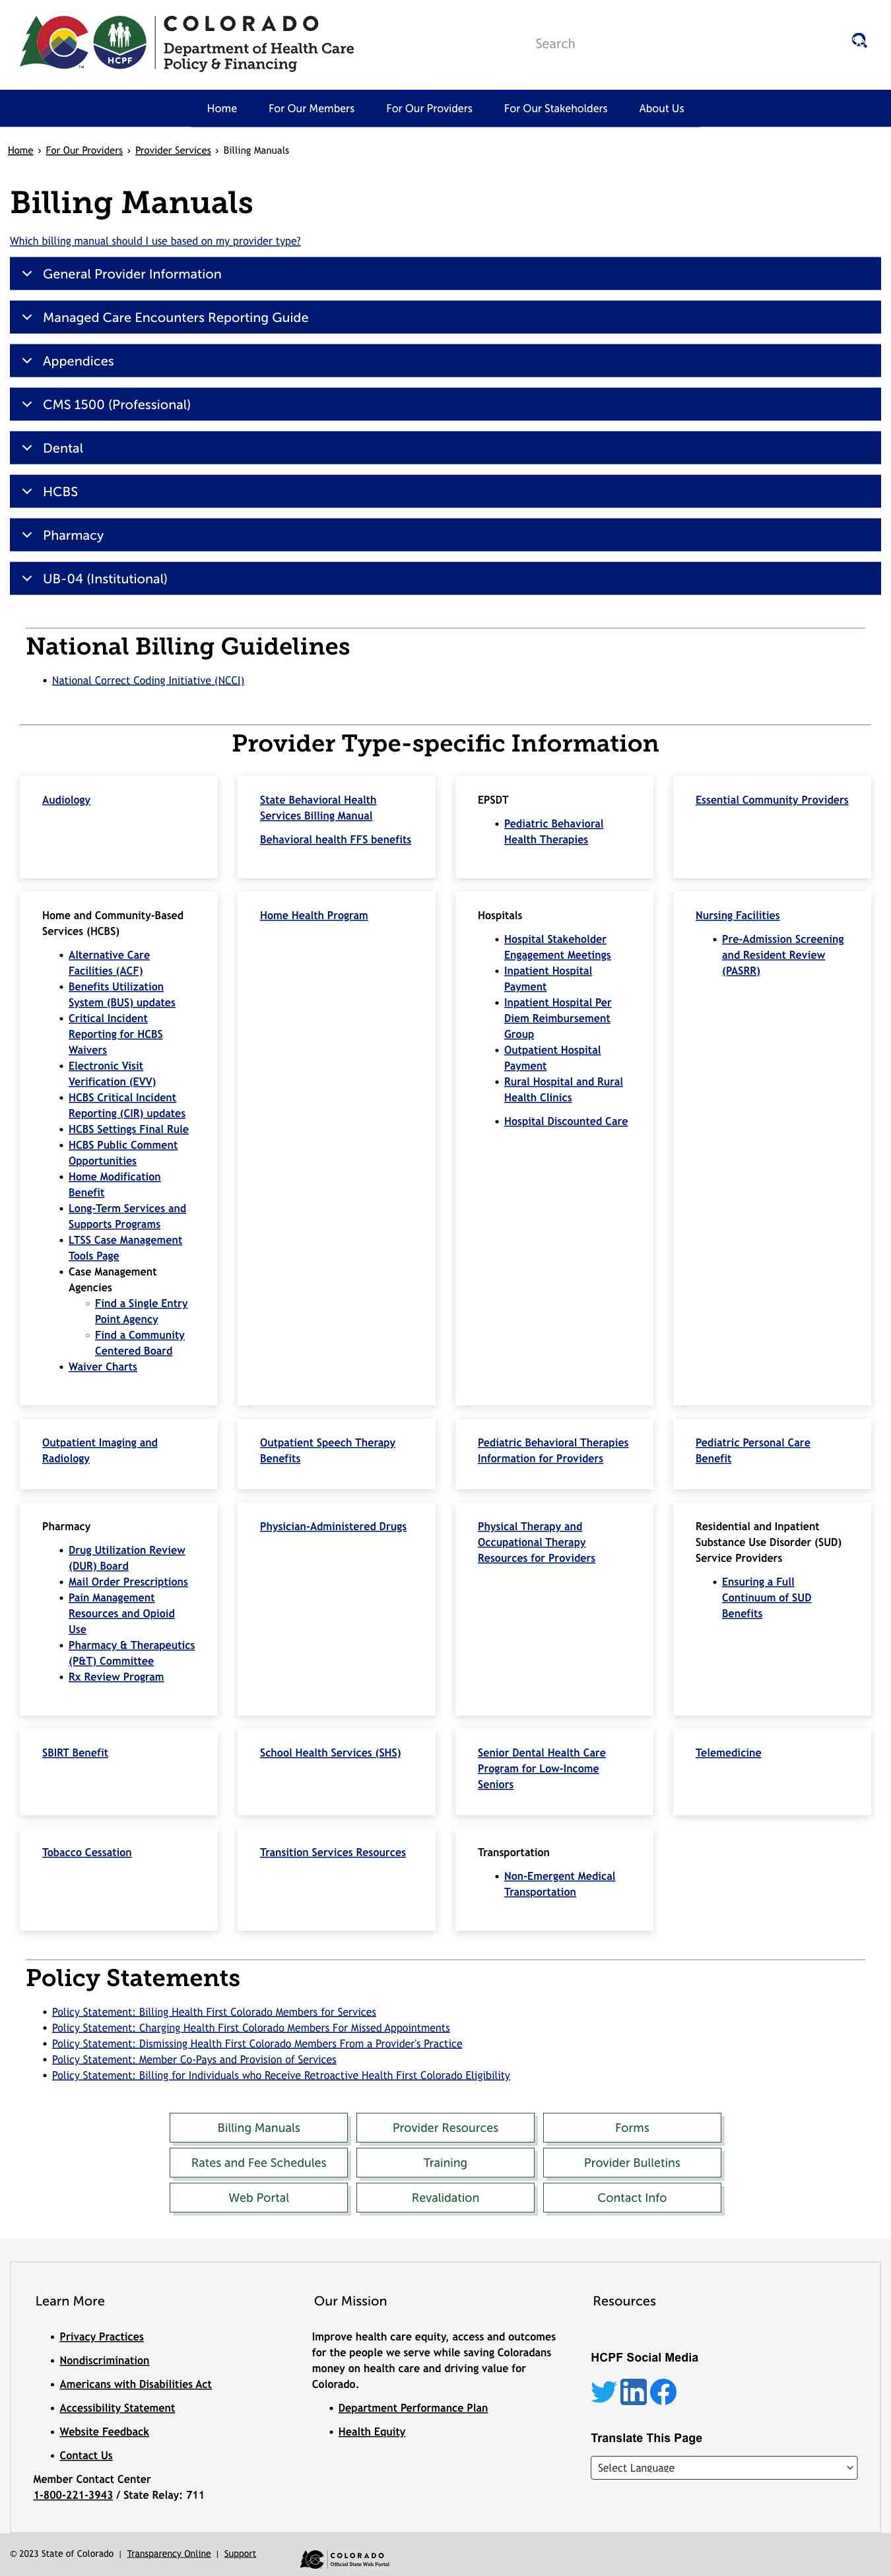 COLORADO
Department of Health Care
Policy & Financing
HCPF
TM
Search
Home
For Our Members
For Our Providers
For Our Stakeholders
About Us
Home › For Our Providers › Provider Services › Billing Manuals
Billing Manuals
Which billing manual should I use based on my provider type?
General Provider Information
Managed Care Encounters Reporting Guide
Appendices
CMS 1500 (Professional)
Dental
HCBS
Pharmacy
UB-04 (Institutional)
National Billing Guidelines
• National Correct Coding Initiative (NCCI)
Provider Type-specific Information
Audiology
State Behavioral Health
Services Billing Manual
Behavioral health FFS benefits
EPSDT
• Pediatric Behavioral
Health Therapies
Essential Community Providers
Home and Community-Based
Services (HCBS)
• Alternative Care
Facilities (ACF)
• Benefits Utilization
System (BUS) updates
• Critical Incident
Reporting for HCBS
Waivers
• Electronic Visit
Verification (EVV)
• HCBS Critical Incident
Reporting (CIR) updates
• HCBS Settings Final Rule
• HCBS Public Comment
Opportunities
• Home Modification
Benefit
• Long-Term Services and
Supports Programs
• LTSS Case Management
Tools Page
• Case Management
Agencies
○ Find a Single Entry
Point Agency
○ Find a Community
Centered Board
• Waiver Charts
Home Health Program
Hospitals
• Hospital Stakeholder
Engagement Meetings
• Inpatient Hospital
Payment
• Inpatient Hospital Per
Diem Reimbursement
Group
• Outpatient Hospital
Payment
• Rural Hospital and Rural
Health Clinics
• Hospital Discounted Care
Nursing Facilities
• Pre-Admission Screening
and Resident Review
(PASRR)
Outpatient Imaging and
Radiology
Outpatient Speech Therapy
Benefits
Pediatric Behavioral Therapies
Information for Providers
Pediatric Personal Care
Benefit
Pharmacy
• Drug Utilization Review
(DUR) Board
• Mail Order Prescriptions
• Pain Management
Resources and Opioid
Use
• Pharmacy & Therapeutics
(P&T) Committee
• Rx Review Program
Physician-Administered Drugs
Physical Therapy and
Occupational Therapy
Resources for Providers
Residential and Inpatient
Substance Use Disorder (SUD)
Service Providers
• Ensuring a Full
Continuum of SUD
Benefits
SBIRT Benefit
School Health Services (SHS)
Senior Dental Health Care
Program for Low-Income
Seniors
Telemedicine
Tobacco Cessation
Transition Services Resources
Transportation
• Non-Emergent Medical
Transportation
Policy Statements
• Policy Statement: Billing Health First Colorado Members for Services
• Policy Statement: Charging Health First Colorado Members For Missed Appointments
• Policy Statement: Dismissing Health First Colorado Members From a Provider's Practice
• Policy Statement: Member Co-Pays and Provision of Services
• Policy Statement: Billing for Individuals who Receive Retroactive Health First Colorado Eligibility
Billing Manuals
Provider Resources
Forms
Rates and Fee Schedules
Training
Provider Bulletins
Web Portal
Revalidation
Contact Info
Learn More
• Privacy Practices
• Nondiscrimination
• Americans with Disabilities Act
• Accessibility Statement
• Website Feedback
• Contact Us
Member Contact Center
1-800-221-3943 / State Relay: 711
Our Mission
Improve health care equity, access and outcomes
for the people we serve while saving Coloradans
money on health care and driving value for
Colorado.
• Department Performance Plan
• Health Equity
Resources
HCPF Social Media
in
Translate This Page
Select Language
© 2023 State of Colorado | Transparency Online | Support
COLORADO
Official State Web Portal